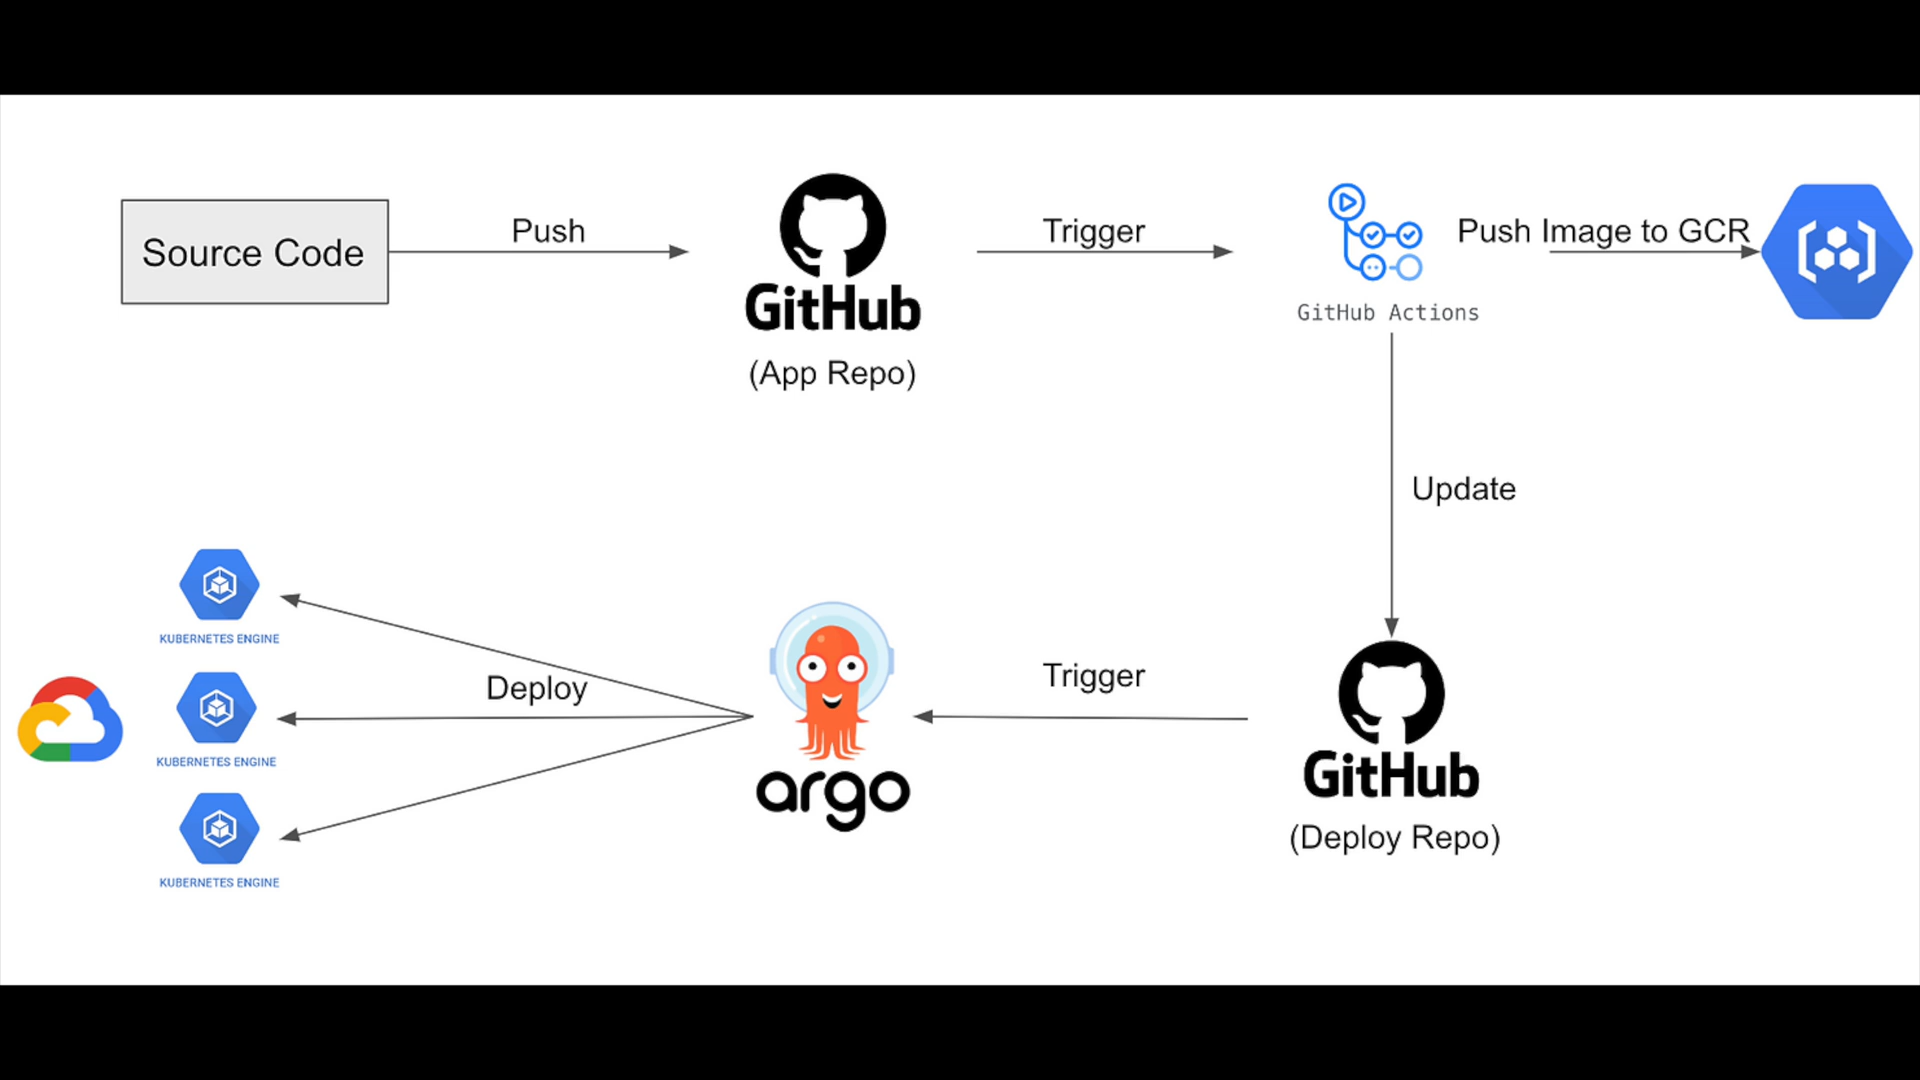 Source Code
Push
GitHub
(App Repo)
Trigger
GitHub Actions
Push Image to GCR
Update
GitHub
(Deploy Repo)
Trigger
argo
Deploy
KUBERNETES ENGINE
KUBERNETES ENGINE
KUBERNETES ENGINE